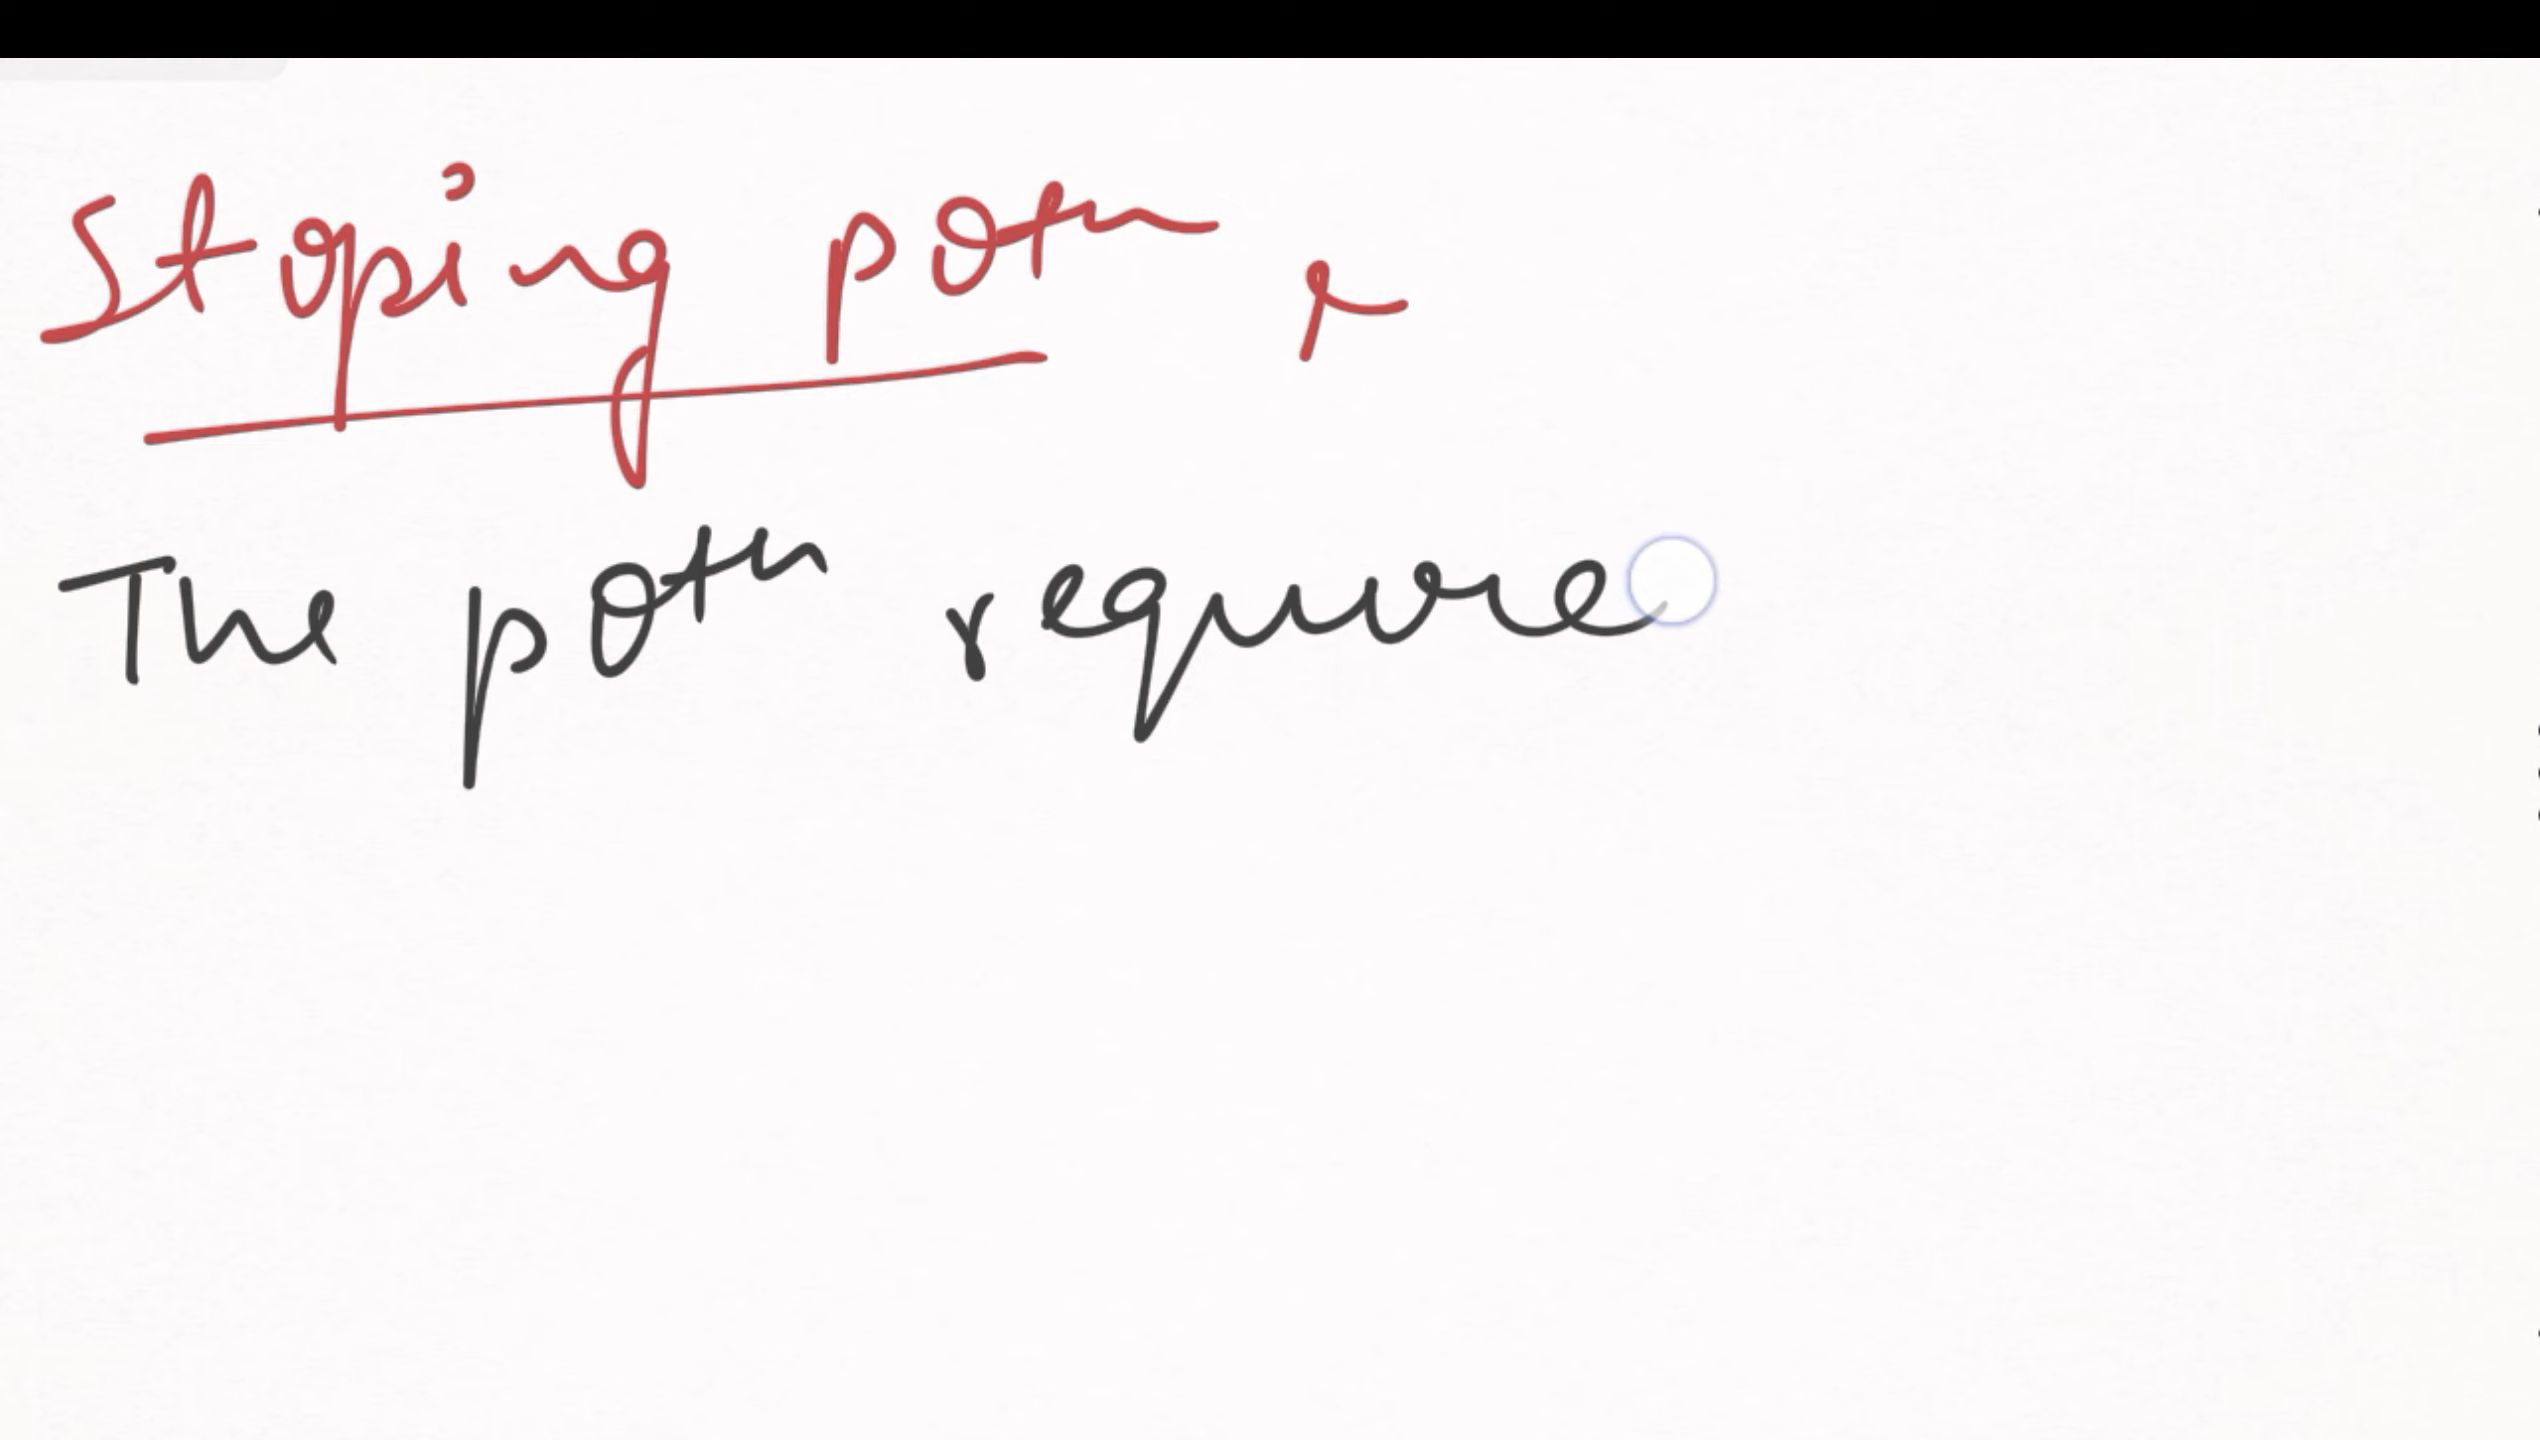 Stoping potn r
The potn require